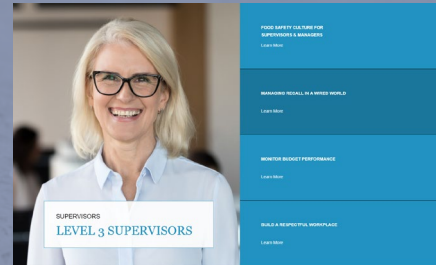 SUPERVISORS
LEVEL 3 SUPERVISORS
FOOD SAFETY CULTURE FOR
SUPERVISORS & MANAGERS
Learn More
MANAGING RECALL IN A WIRED WORLD
Learn More
MONITOR BUDGET PERFORMANCE
Learn More
BUILD A RESPECTFUL WORKPLACE
Learn More